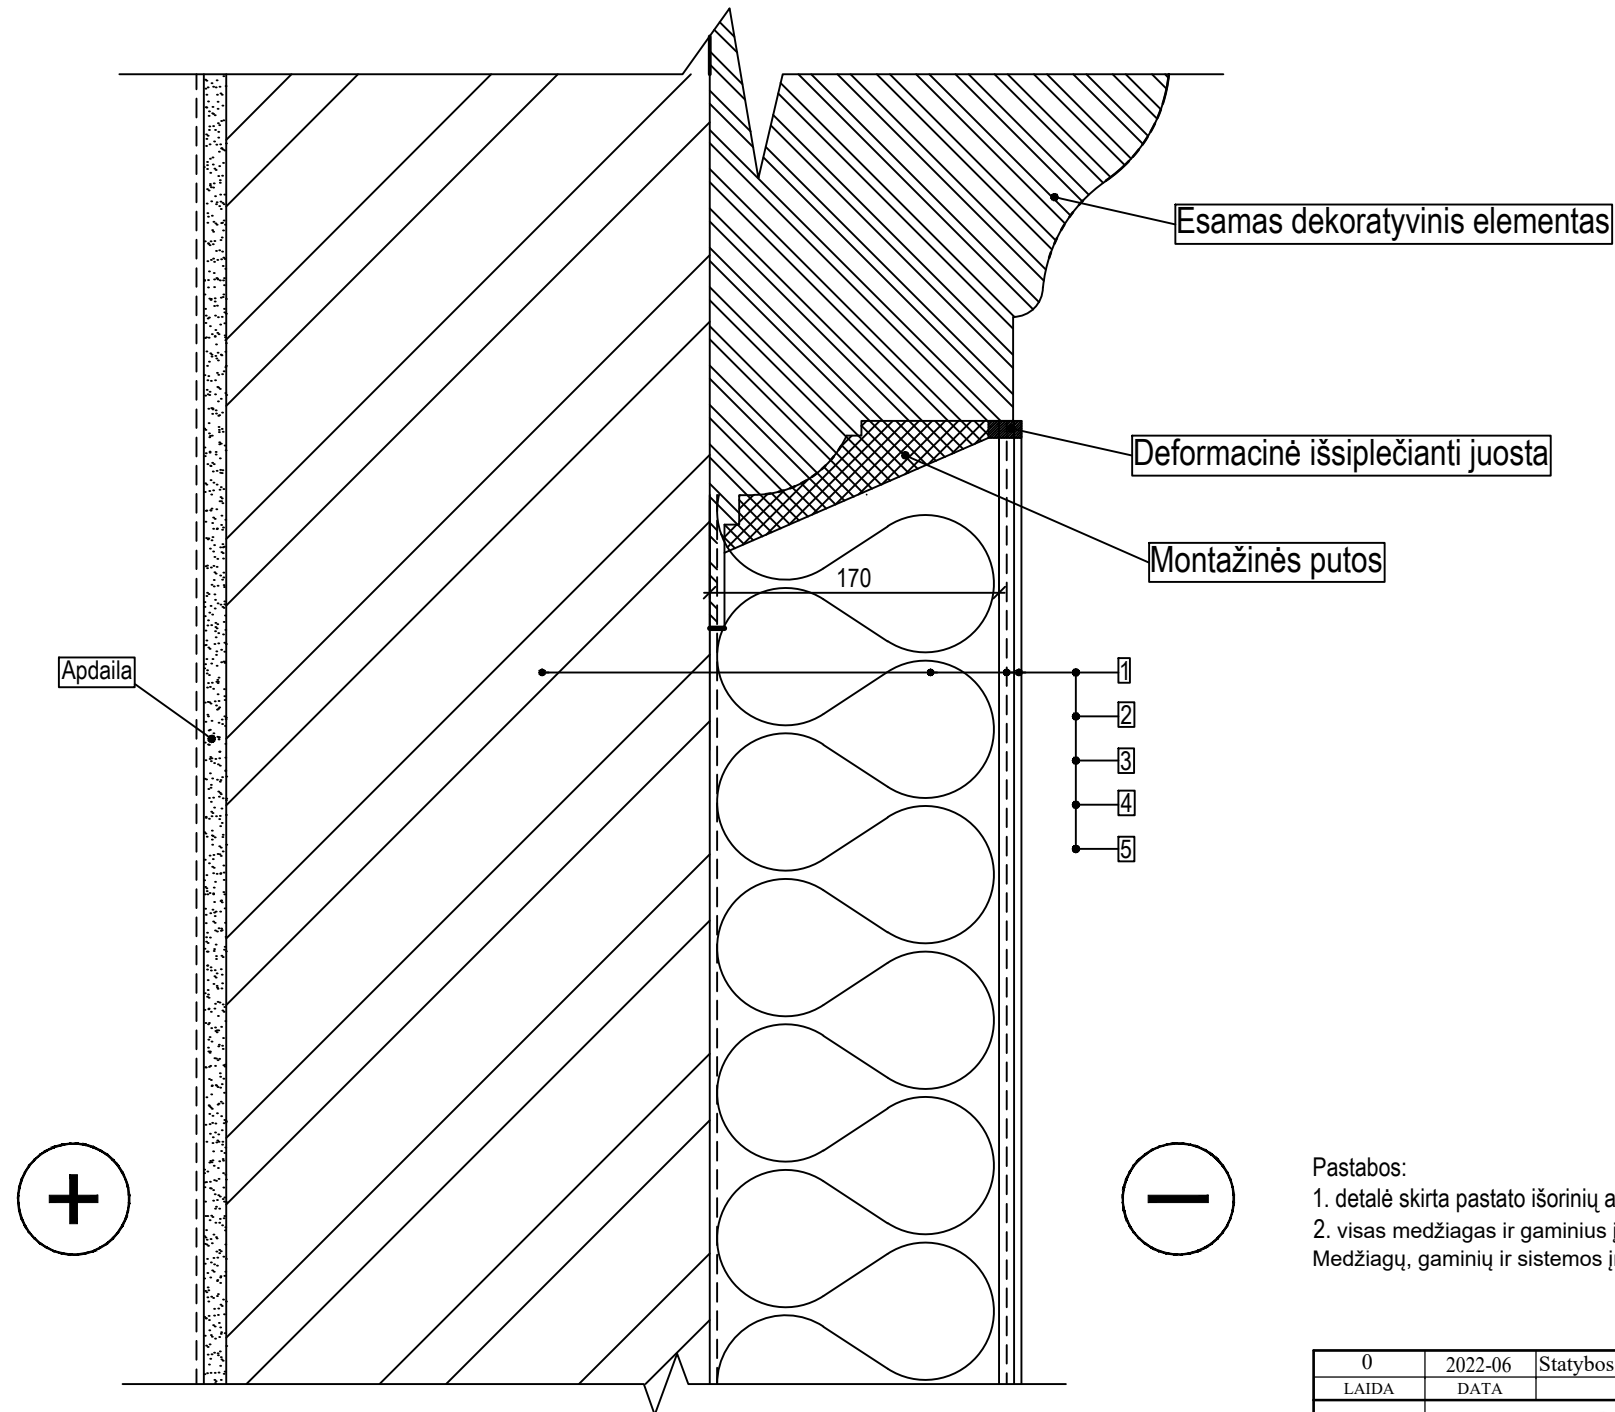 Esamas dekoratyvinis elementas
Deformacinė išsiplečianti juosta
Montažinės putos
170
Apdaila
1
2
3
4
5
+
−
Pastabos:
1. detalė skirta pastato išorinių a
2. visas medžiagas ir gaminius į
Medžiagų, gaminių ir sistemos įr
0 2022-06 Statybos
LAIDA DATA